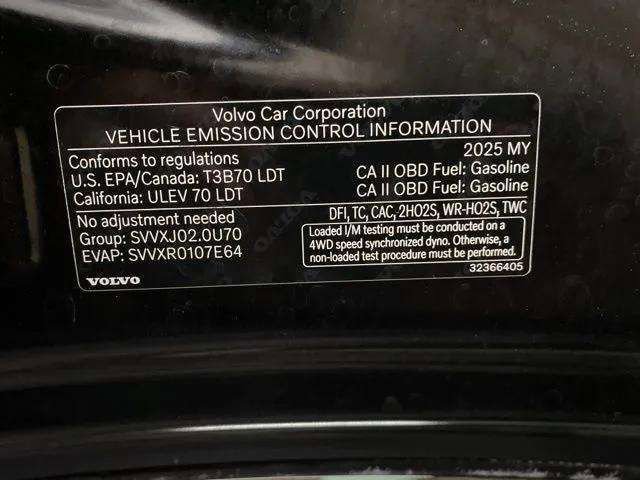 Volvo Car Corporation
VEHICLE EMISSION CONTROL INFORMATION
Conforms to regulations 2025 MY
U.S. EPA/Canada: T3B70 LDT CA II OBD Fuel: Gasoline
California: ULEV 70 LDT CA II OBD Fuel: Gasoline
No adjustment needed DFI, TC, CAC, 2HO2S, WR-HO2S, TWC
Group: SVVXJ02.0U70
EVAP: SVVXR0107E64
Loaded I/M testing must be conducted on a
4WD speed synchronized dyno. Otherwise, a
non-loaded test procedure must be performed.
VOLVO 32366405